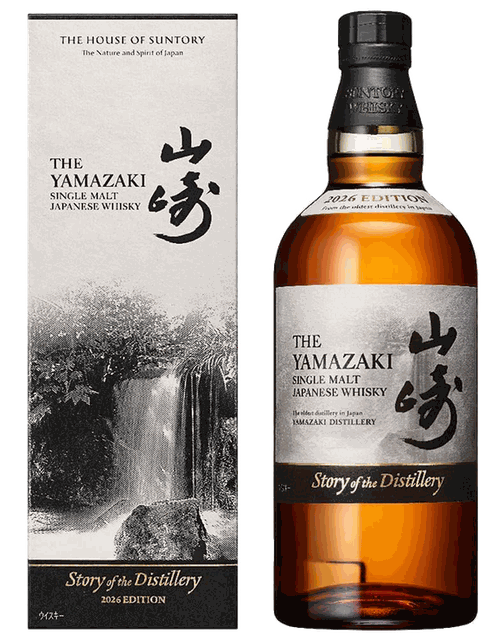 THE HOUSE OF SUNTORY
The Nature and Spirit of Japan
THE
YAMAZAKI
SINGLE MALT
JAPANESE WHISKY
山崎
Story of the Distillery
2026 EDITION
ウイスキー
SUNTORY
WHISKY
2026 EDITION
From the oldest distillery in Japan
THE
YAMAZAKI
SINGLE MALT
JAPANESE WHISKY
山崎
The oldest distillery in Japan
YAMAZAKI DISTILLERY
Story of the Distillery